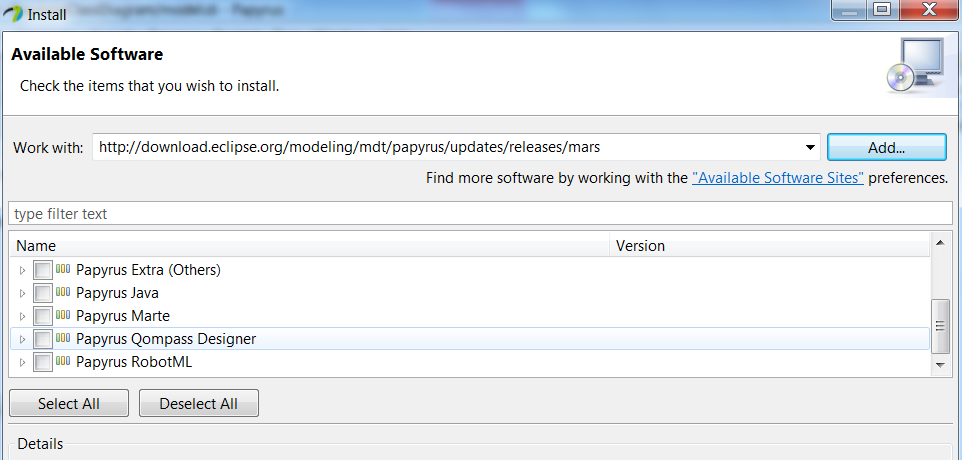 Install
Available Software
Check the items that you wish to install.
Work with: http://download.eclipse.org/modeling/mdt/papyrus/updates/releases/mars Add...
Find more software by working with the "Available Software Sites" preferences.
type filter text
Name Version
Papyrus Extra (Others)
Papyrus Java
Papyrus Marte
Papyrus Qompass Designer
Papyrus RobotML
Select All Deselect All
Details